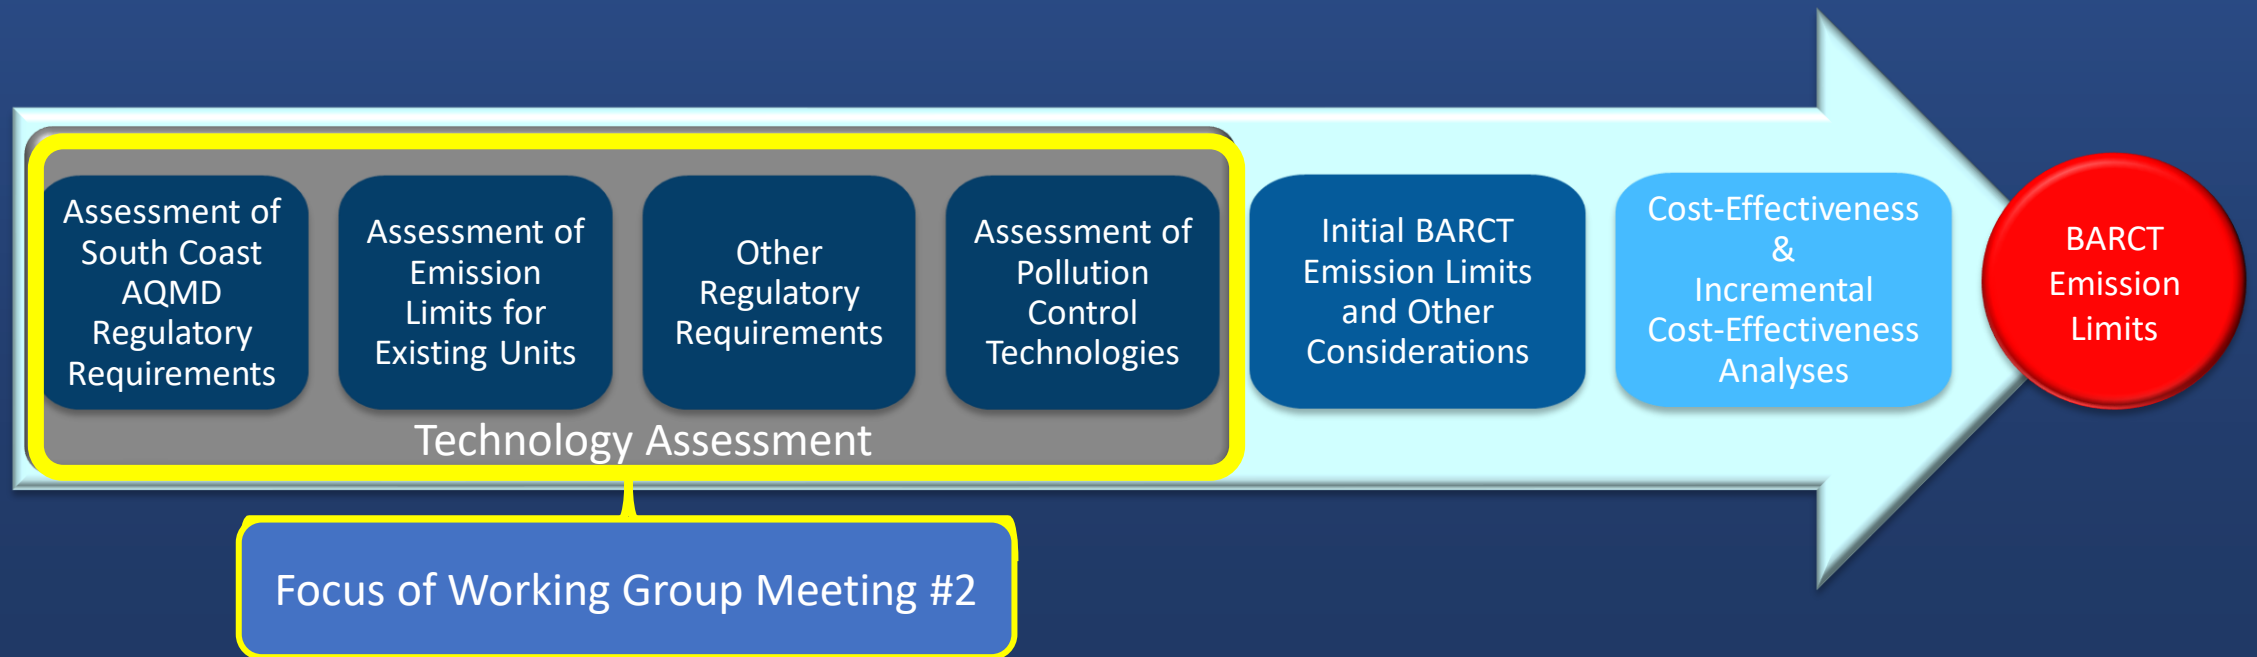 Assessment of
South Coast
AQMD
Regulatory
Requirements
Assessment of
Emission
Limits for
Existing Units
Other
Regulatory
Requirements
Assessment of
Pollution
Control
Technologies
Technology Assessment
Initial BARCT
Emission Limits
and Other
Considerations
Cost-Effectiveness
&
Incremental
Cost-Effectiveness
Analyses
BARCT
Emission
Limits
Focus of Working Group Meeting #2